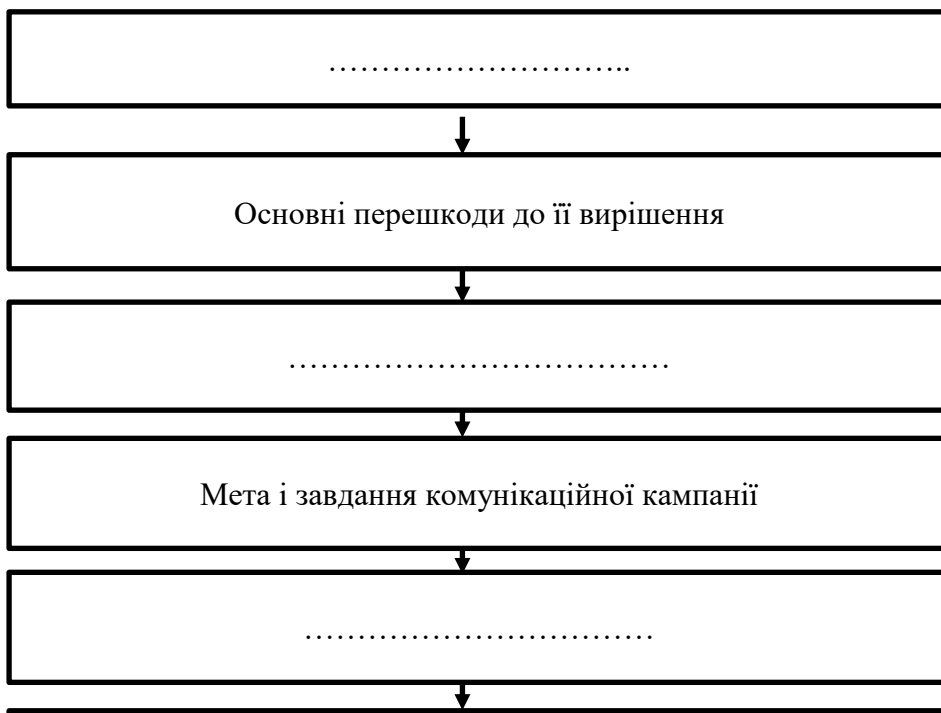 …………………………..
Основні перешкоди до її вирішення
………………………………
Мета і завдання комунікаційної кампанії
……………………………